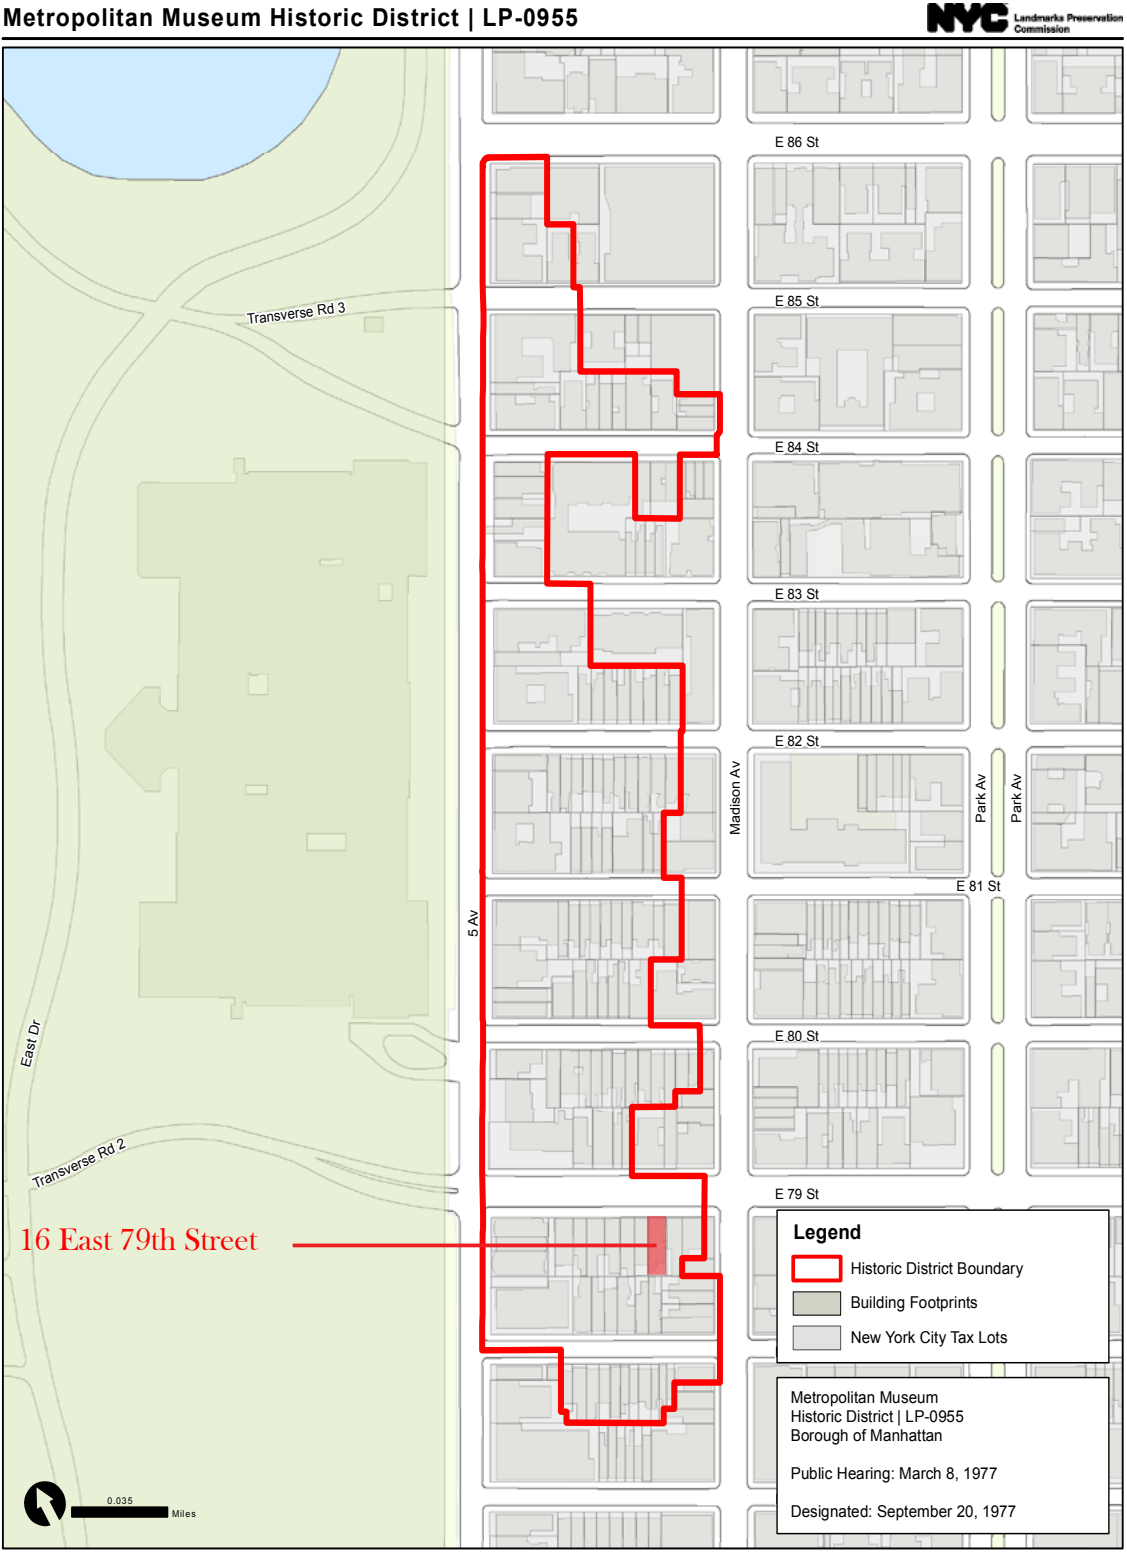 Metropolitan Museum Historic District | LP-0955
NYC Landmarks Preservation
Commission
E 86 St
Transverse Rd 3
E 85 St
E 84 St
E 83 St
E 82 St
Madison Av
Park Av
Park Av
E 81 St
5 Av
East Dr
E 80 St
Transverse Rd 2
E 79 St
16 East 79th Street
Legend
Historic District Boundary
Building Footprints
New York City Tax Lots
Metropolitan Museum
Historic District | LP-0955
Borough of Manhattan
Public Hearing: March 8, 1977
Designated: September 20, 1977
0.035
Miles